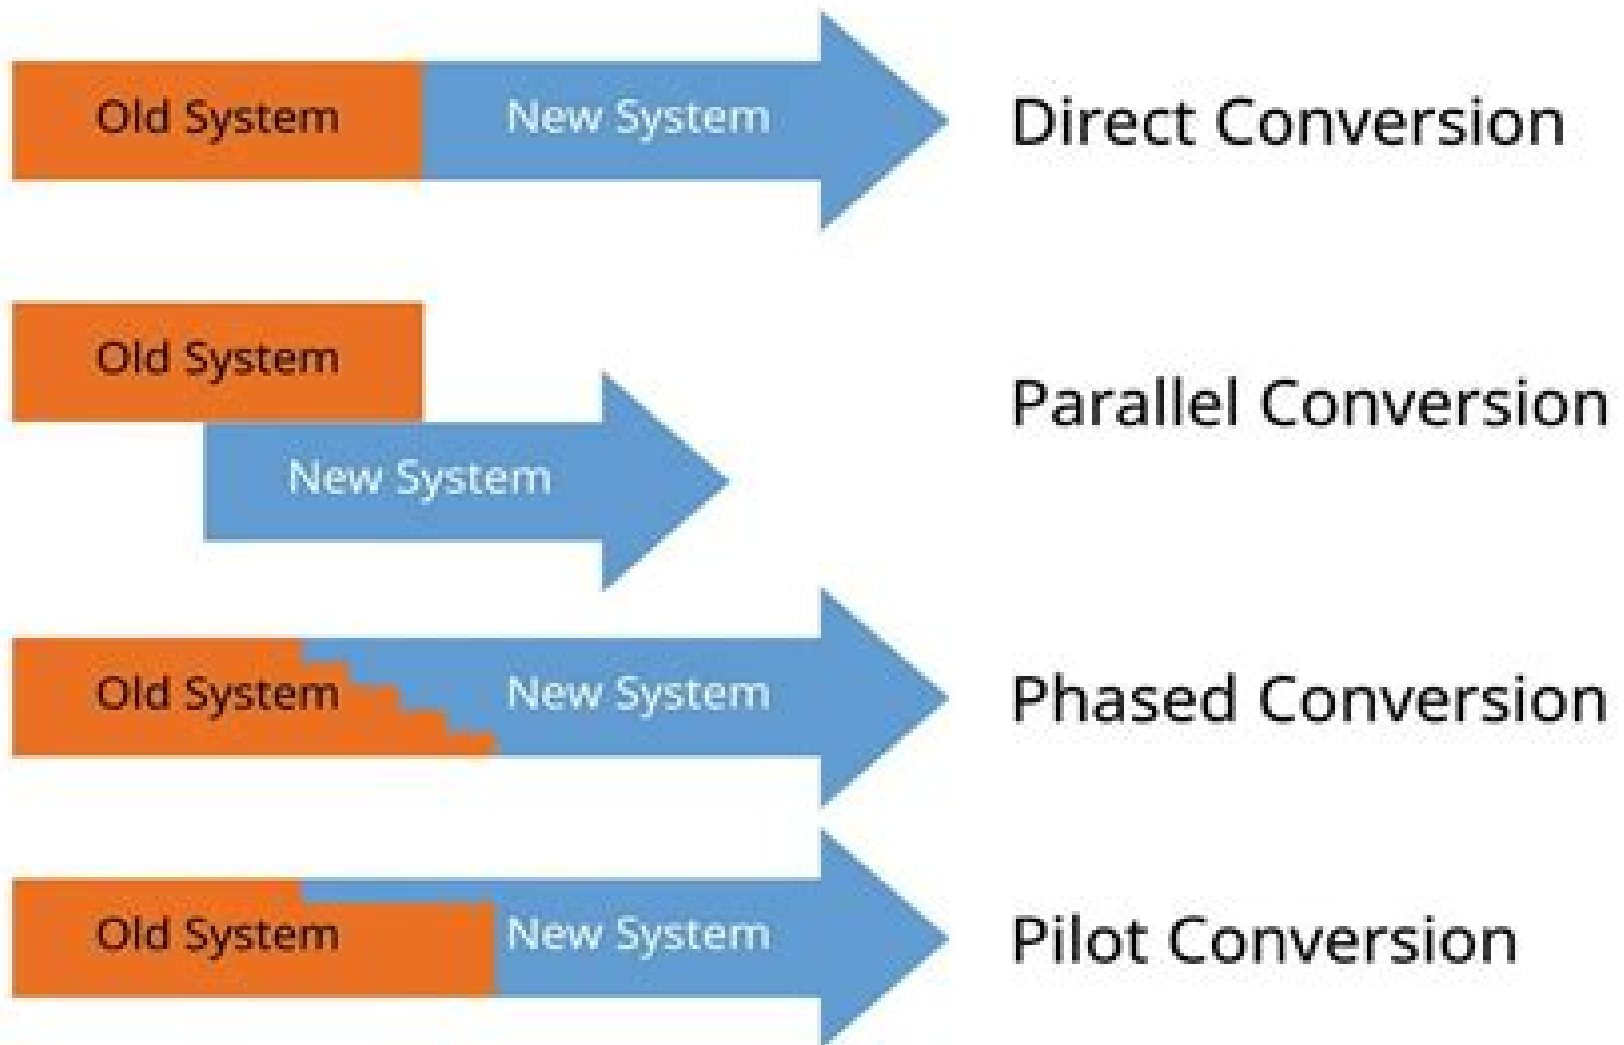 Old System New System Direct Conversion
Old System
Parallel Conversion
New System
Old System New System Phased Conversion
Old System New System Pilot Conversion